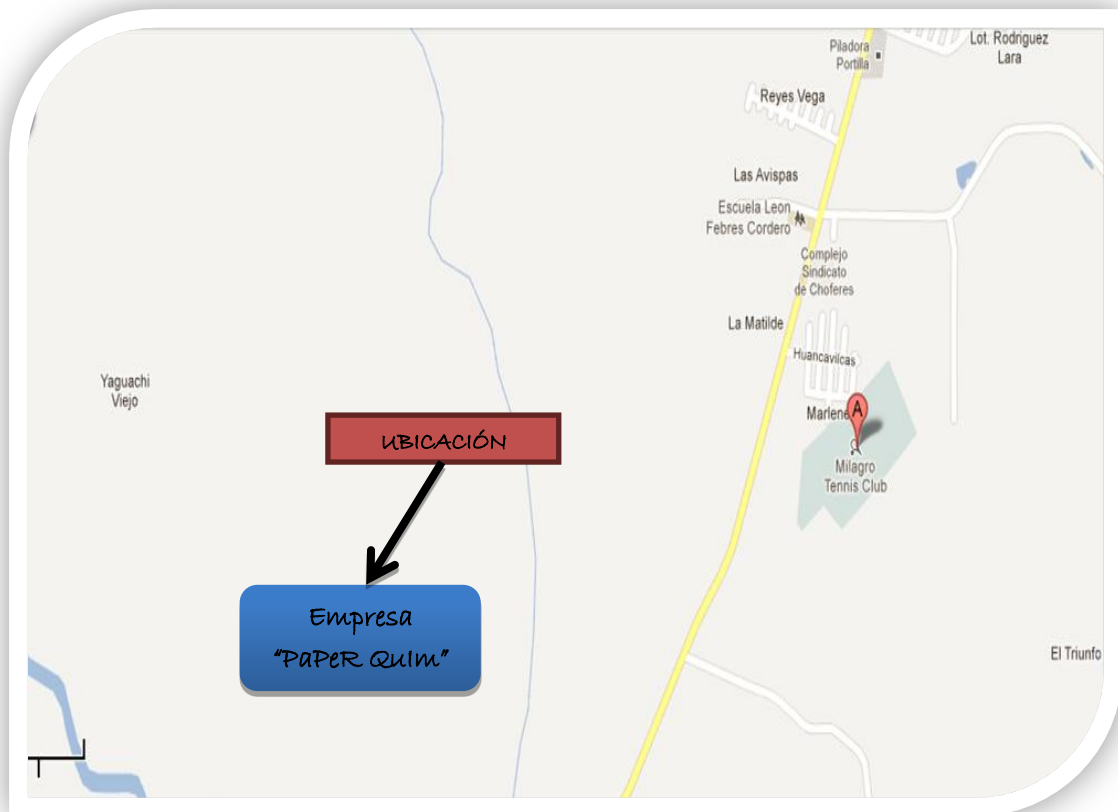 Piladora
Portilla
Lot. Rodriguez
Lara
Reyes Vega
Las Avispas
Escuela Leon
Febres Cordero
Complejo
Sindicato
de Choferes
La Matilde
Huancavilcas
Yaguachi
Viejo
Marlene
A
UBICACIÓN
Milagro
Tennis Club
Empresa
"PaPeR QuIm"
El Triunfo